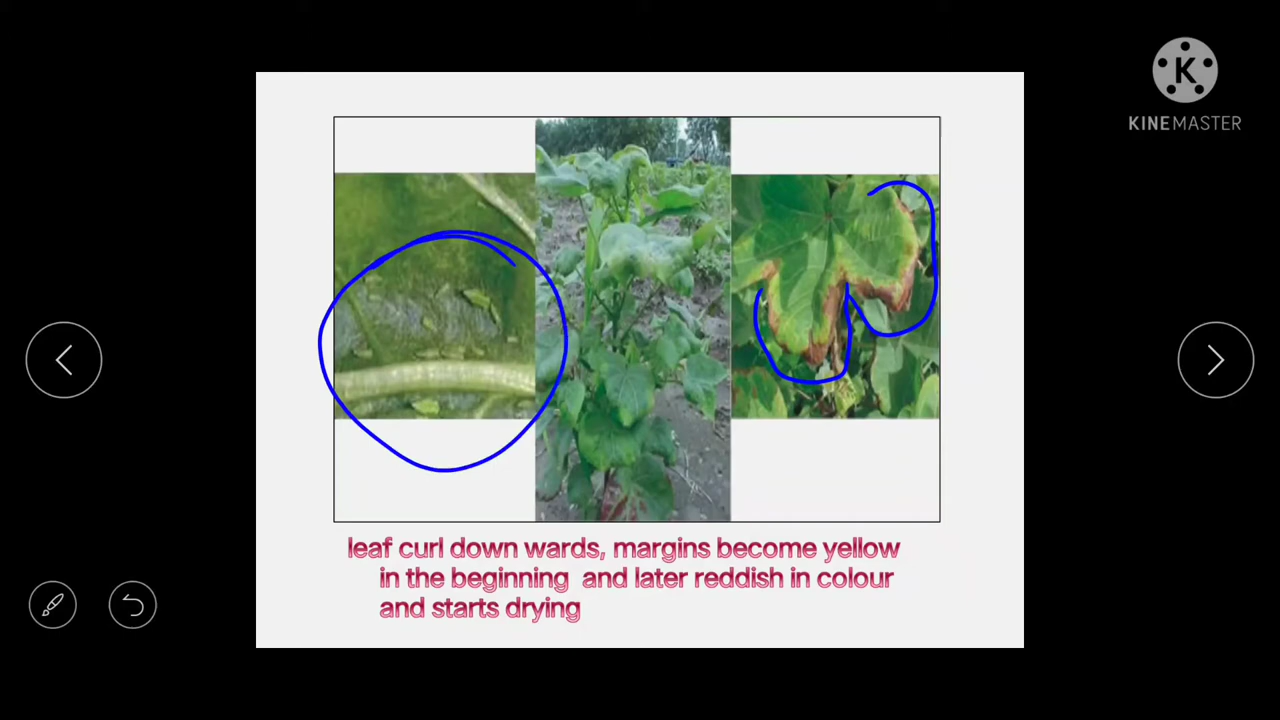 KINEMASTER
leaf curl down wards, margins become yellow
in the beginning and later reddish in colour
and starts drying